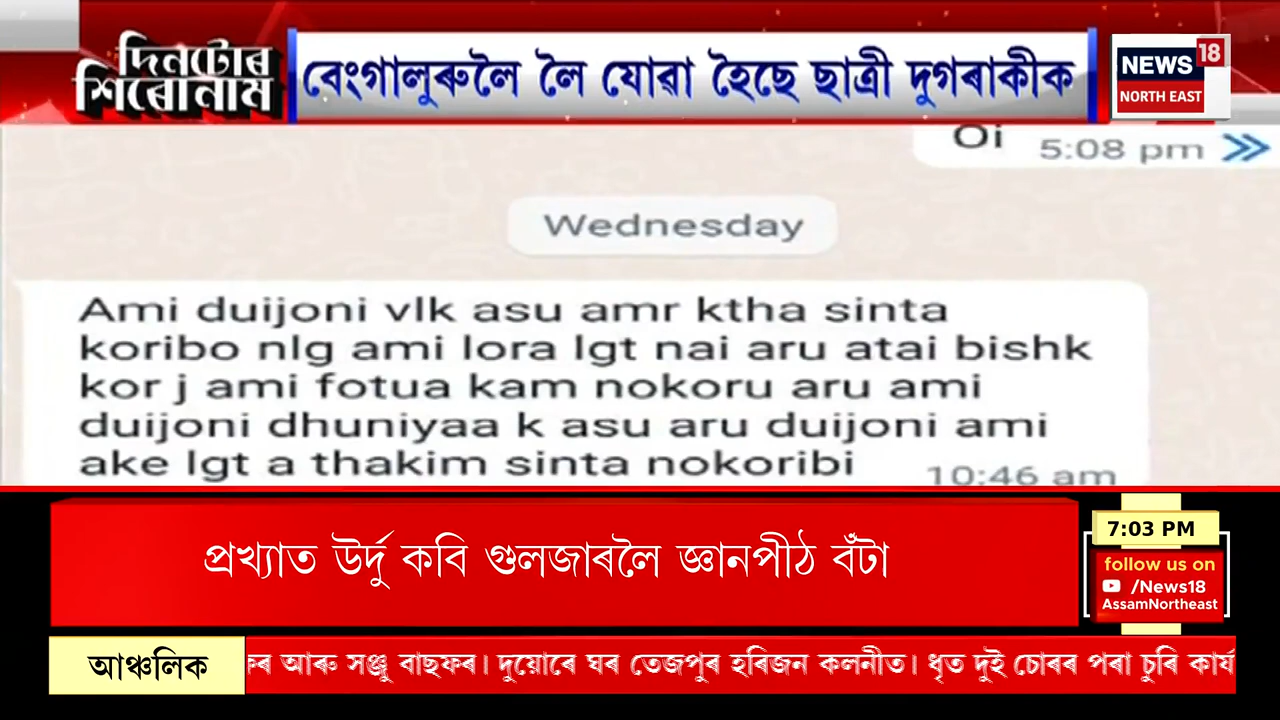 দিনটোৰ
শিৰোনাম
বেংগালুৰুলৈ লৈ যোৱা হৈছে ছাত্ৰী দুগৰাকীক
NEWS 18
NORTH EAST
Oi
5:08 pm
Wednesday
Ami duijoni vlk asu amr ktha sinta
koribo nlg ami lora lgt nai aru atai bishk
kor j ami fotua kam nokoru aru ami
duijoni dhuniyaa k asu aru duijoni ami
ake lgt a thakim sinta nokoribi
10:46 am
প্ৰখ্যাত উৰ্দু কবি গুলজাৰলৈ জ্ঞানপীঠ বঁটা
7:03 PM
follow us on
/News18
AssamNortheast
আঞ্চলিক
আৰু সঞ্জু বাছফৰ। দুয়োৰে ঘৰ তেজপুৰ হৰিজন কলনীত। ধৃত দুই চোৰৰ পৰা চুৰি কাৰ্য